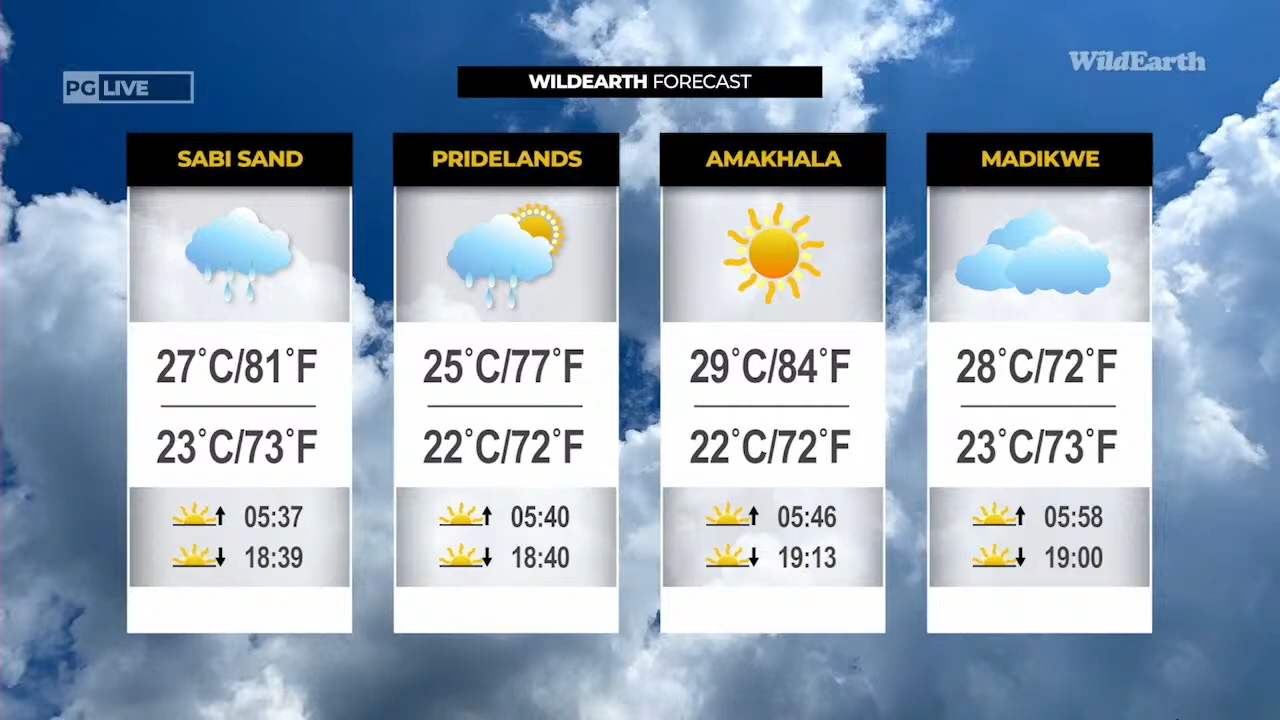 WILDEARTH FORECAST
WildEarth
PG LIVE
SABI SAND
27°C/81°F
23°C/73°F
05:37
18:39
PRIDELANDS
25°C/77°F
22°C/72°F
05:40
18:40
AMAKHALA
29°C/84°F
22°C/72°F
05:46
19:13
MADIKWE
28°C/72°F
23°C/73°F
05:58
19:00